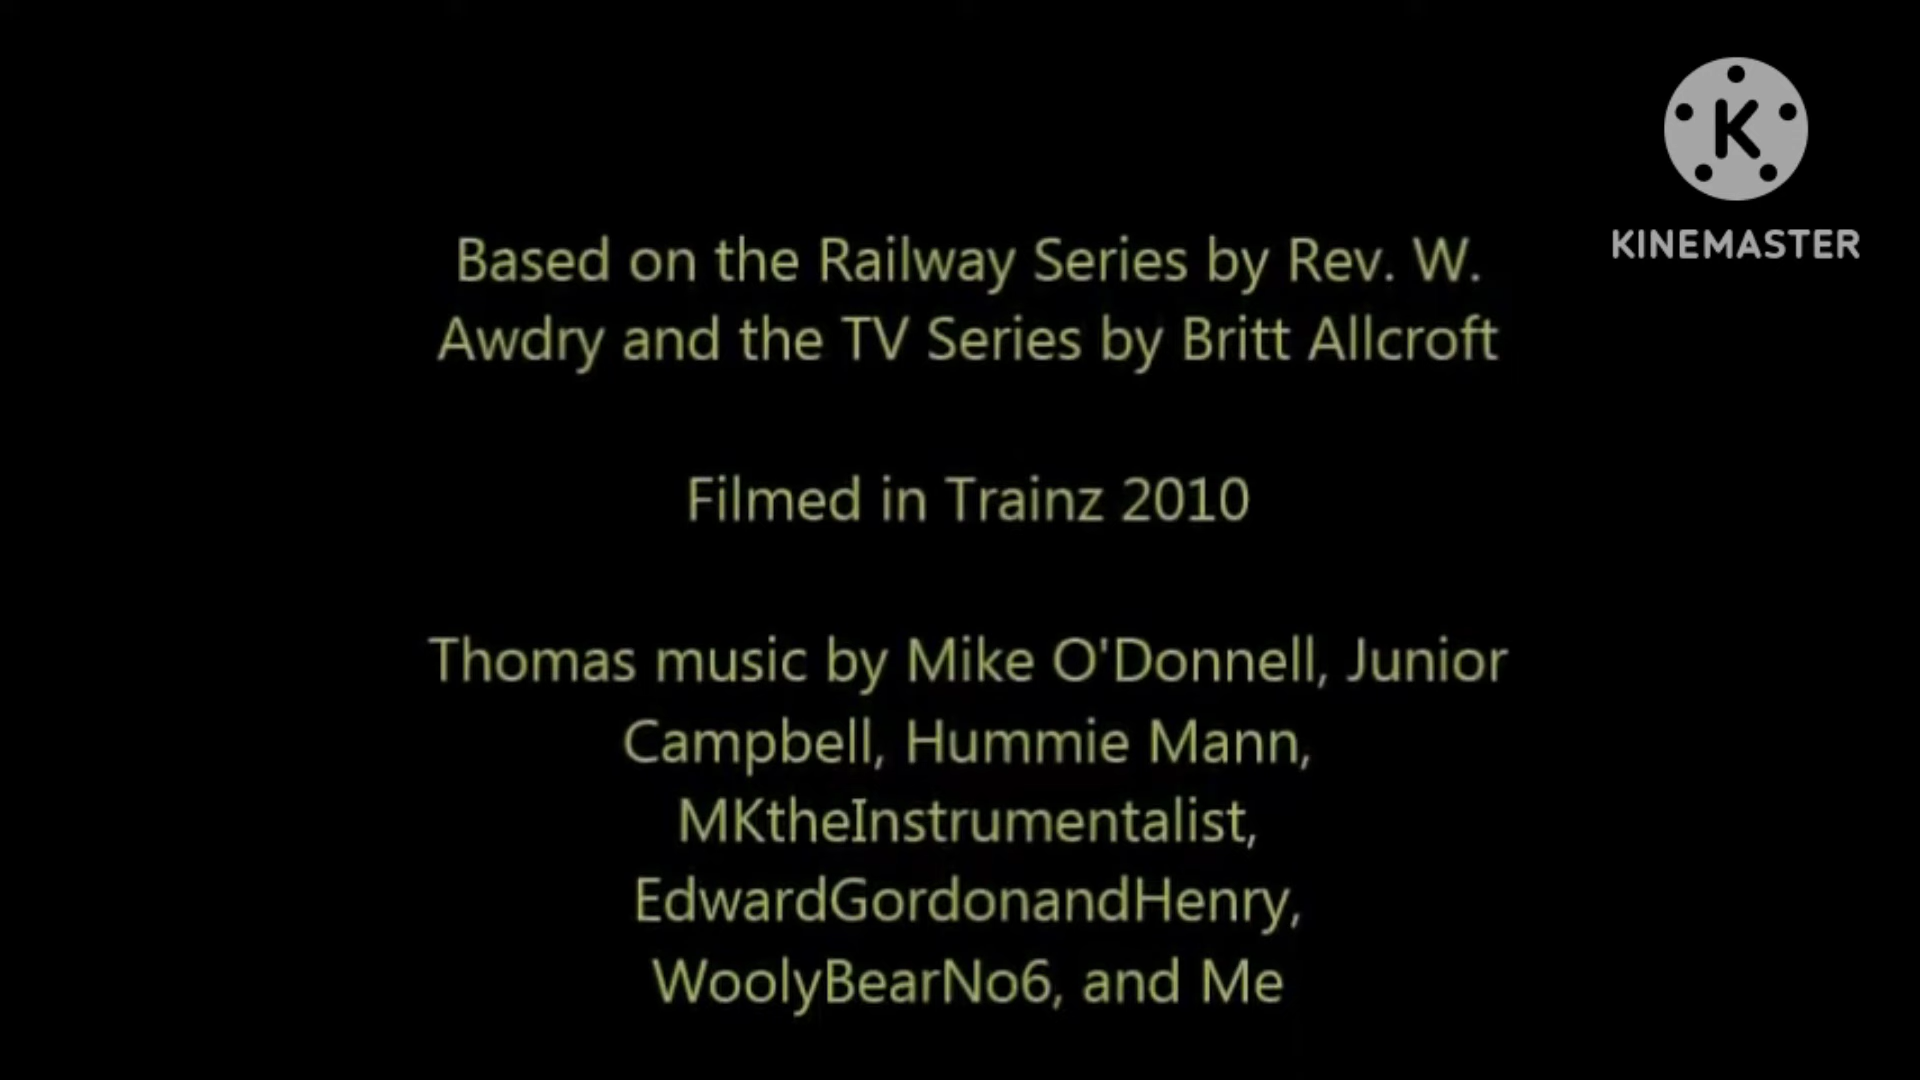 K
KINEMASTER
Based on the Railway Series by Rev. W.
Awdry and the TV Series by Britt Allcroft
Filmed in Trainz 2010
Thomas music by Mike O'Donnell, Junior
Campbell, Hummie Mann,
MKtheInstrumentalist,
EdwardGordonandHenry,
WoolyBearNo6, and Me